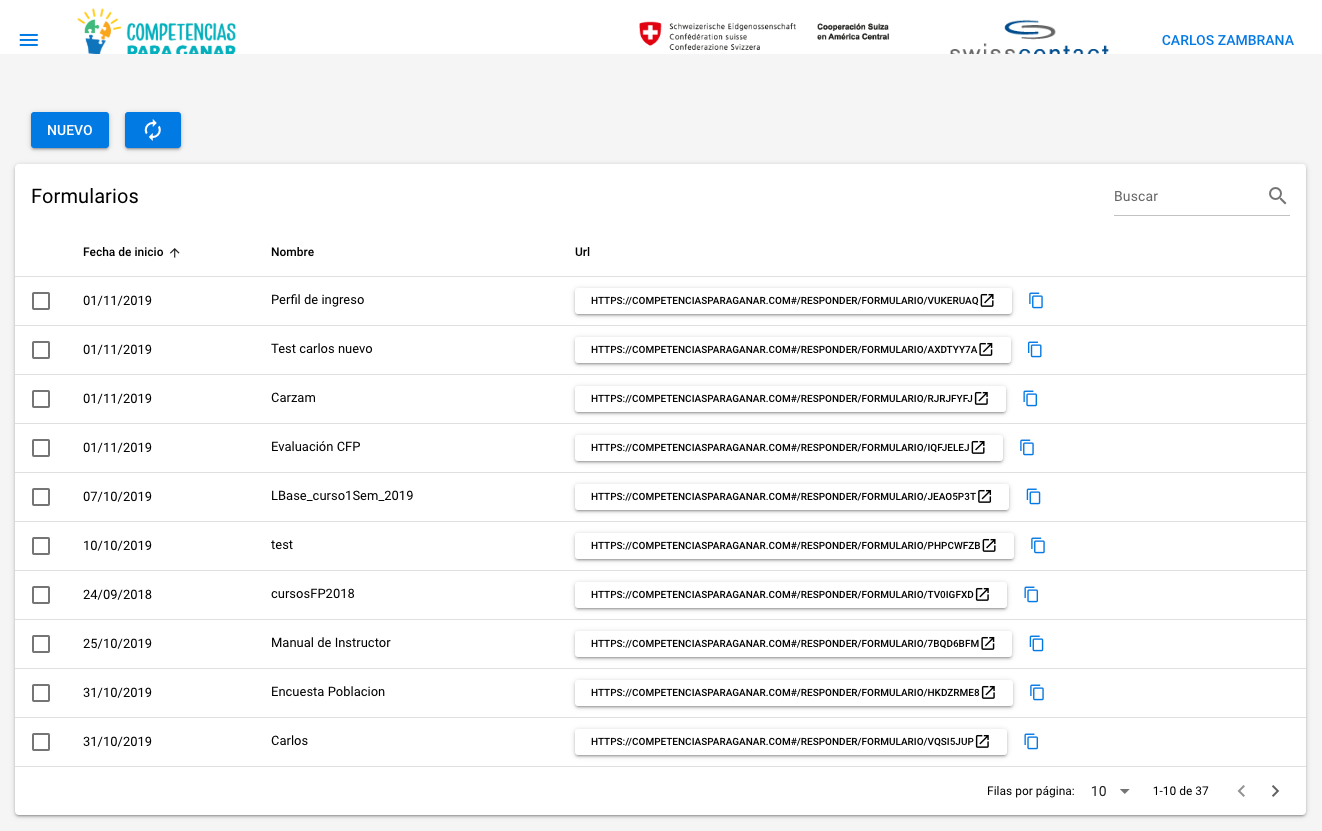 COMPETENCIAS
PARA GANAR
Schweizerische Eidgenossenschaft
Confédération suisse
Confederazione Svizzera
Cooperación Suiza
en América Central
swisscontact
CARLOS ZAMBRANA
NUEVO
Formularios
Buscar
Fecha de inicio Nombre Url
01/11/2019 Perfil de ingreso HTTPS://COMPETENCIASPARAGANAR.COM#/RESPONDER/FORMULARIO/VUKERUAQ
01/11/2019 Test carlos nuevo HTTPS://COMPETENCIASPARAGANAR.COM#/RESPONDER/FORMULARIO/AXDTYY7A
01/11/2019 Carzam HTTPS://COMPETENCIASPARAGANAR.COM#/RESPONDER/FORMULARIO/RJRJFYFJ
01/11/2019 Evaluación CFP HTTPS://COMPETENCIASPARAGANAR.COM#/RESPONDER/FORMULARIO/IQFJELEJ
07/10/2019 LBase_curso1Sem_2019 HTTPS://COMPETENCIASPARAGANAR.COM#/RESPONDER/FORMULARIO/JEAO5P3T
10/10/2019 test HTTPS://COMPETENCIASPARAGANAR.COM#/RESPONDER/FORMULARIO/PHPCWFZB
24/09/2018 cursosFP2018 HTTPS://COMPETENCIASPARAGANAR.COM#/RESPONDER/FORMULARIO/TV0IGFXD
25/10/2019 Manual de Instructor HTTPS://COMPETENCIASPARAGANAR.COM#/RESPONDER/FORMULARIO/7BQD6BFM
31/10/2019 Encuesta Poblacion HTTPS://COMPETENCIASPARAGANAR.COM#/RESPONDER/FORMULARIO/HKDZRME8
31/10/2019 Carlos HTTPS://COMPETENCIASPARAGANAR.COM#/RESPONDER/FORMULARIO/VQSI5JUP
Filas por página: 10 1-10 de 37